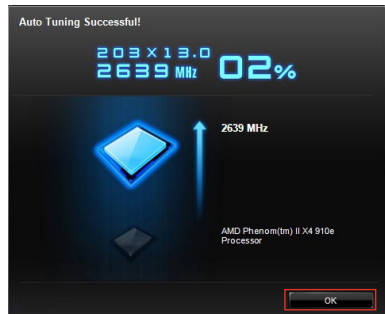 Auto Tuning Successful!
203X13.0
2639 MHz 02%
2639 MHz
AMD Phenom(tm) II X4 910e
Processor
OK